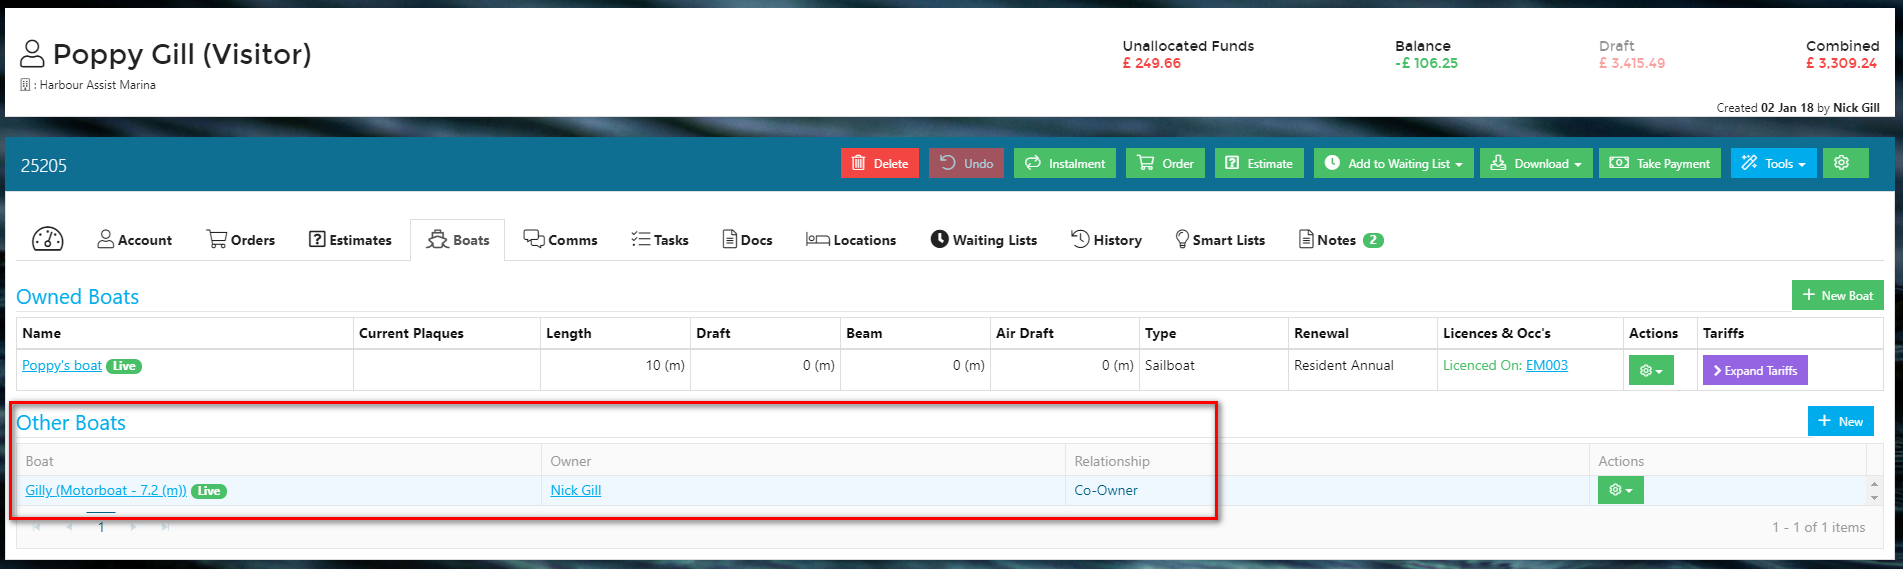 Poppy Gill (Visitor)
: Harbour Assist Marina
Unallocated Funds Balance Draft Combined
£ 249.66 -£ 106.25 £ 3,415.49 £ 3,309.24
Created 02 Jan 18 by Nick Gill
25205 Delete Undo Instalment Order Estimate Add to Waiting List Download Take Payment Tools
Account Orders Estimates Boats Comms Tasks Docs Locations Waiting Lists History Smart Lists Notes 2
Owned Boats + New Boat
Name Current Plaques Length Draft Beam Air Draft Type Renewal Licences & Occ's Actions Tariffs
Poppy's boat Live 10 (m) 0 (m) 0 (m) 0 (m) Sailboat Resident Annual Licenced On: EM003 Expand Tariffs
Other Boats + New
Boat Owner Relationship Actions
Gilly (Motorboat - 7.2 (m)) Live Nick Gill Co-Owner
1 1 - 1 of 1 items